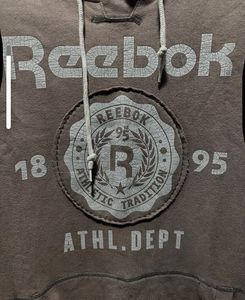 Reebok
REEBOK
95
18 R 95
ATHLETIC TRADITION
ATHL.DEPT